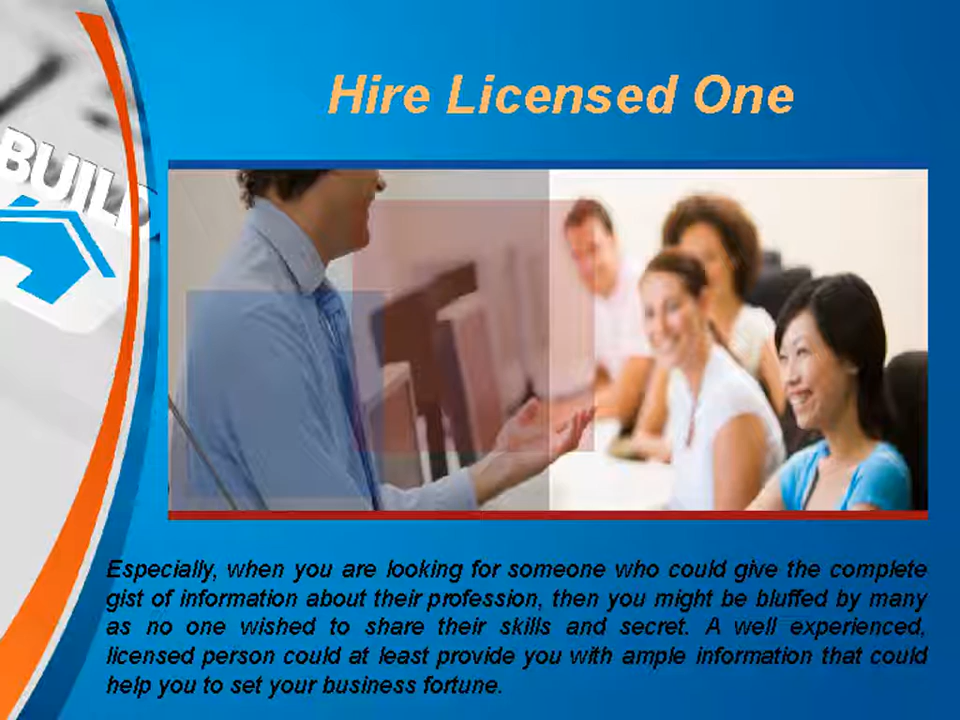 Hire Licensed One
BUILD
Especially, when you are looking for someone who could give the complete
gist of information about their profession, then you might be bluffed by many
as no one wished to share their skills and secret. A well experienced,
licensed person could at least provide you with ample information that could
help you to set your business fortune.